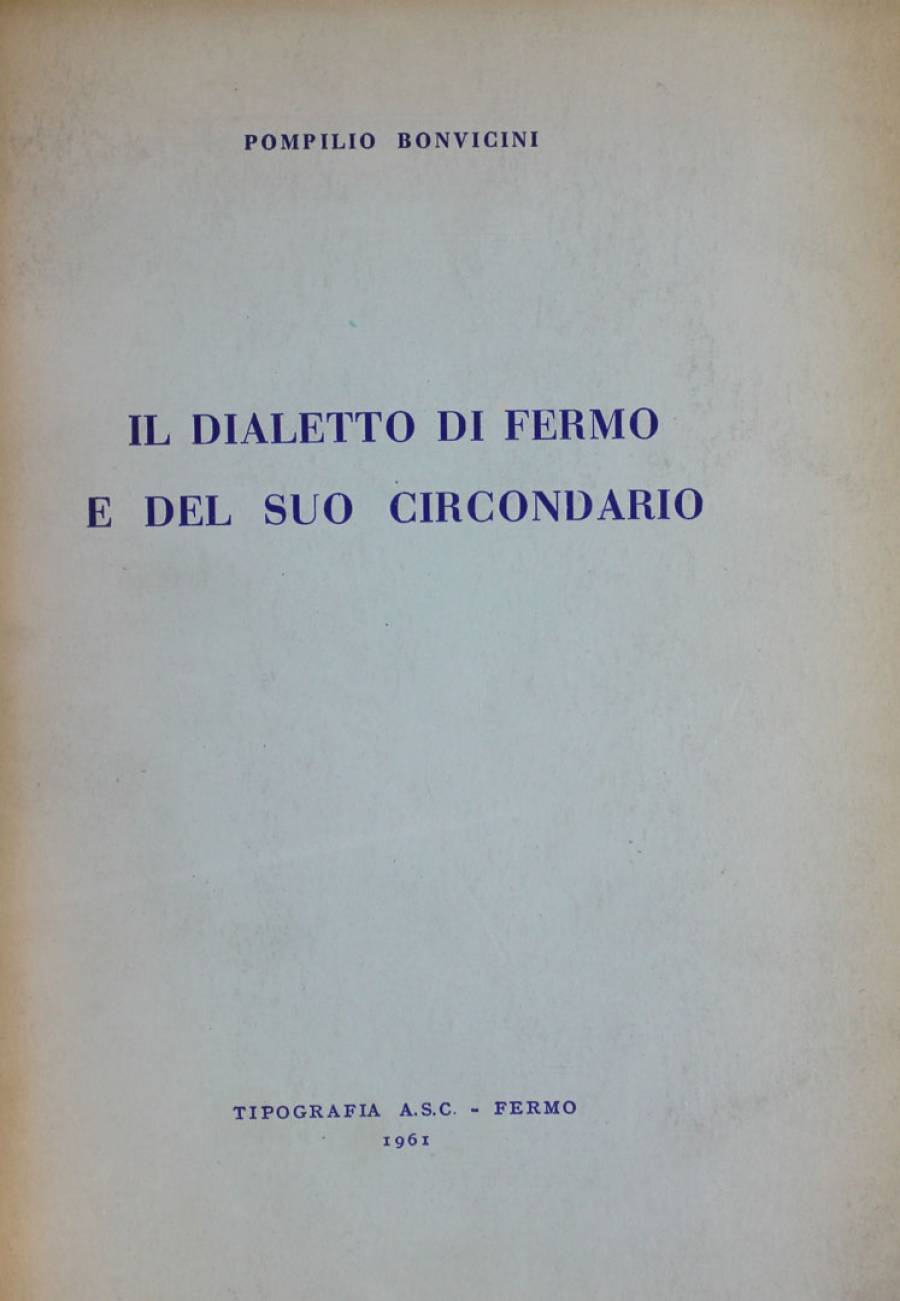 POMPILIO BONVICINI
IL DIALETTO DI FERMO
E DEL SUO CIRCONDARIO
TIPOGRAFIA A.S.C. - FERMO
1961